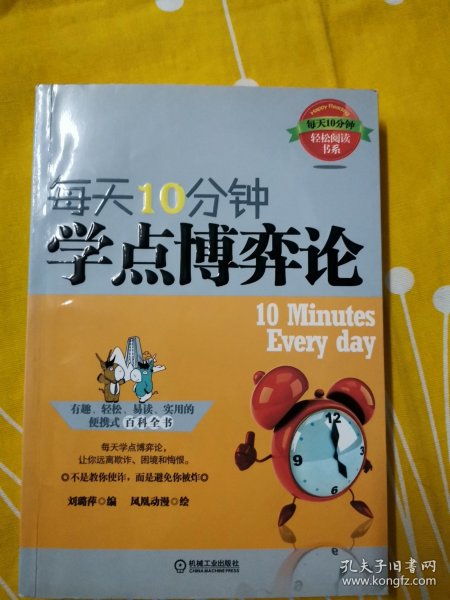 Happy Reading
每天10分钟
轻松阅读
书系
每天10分钟
学点博弈论
10 Minutes
Every day
有趣、轻松、易读、实用的
便携式 百科全书
每天学点博弈论,
让你远离欺诈、困境和悔恨。
◎不是教你使诈,而是避免你被炸◎
刘璐萍◎编 凤凰动漫◎绘
12
机械工业出版社
CHINA MACHINE PRESS
孔夫子旧书网
www.kongfz.com